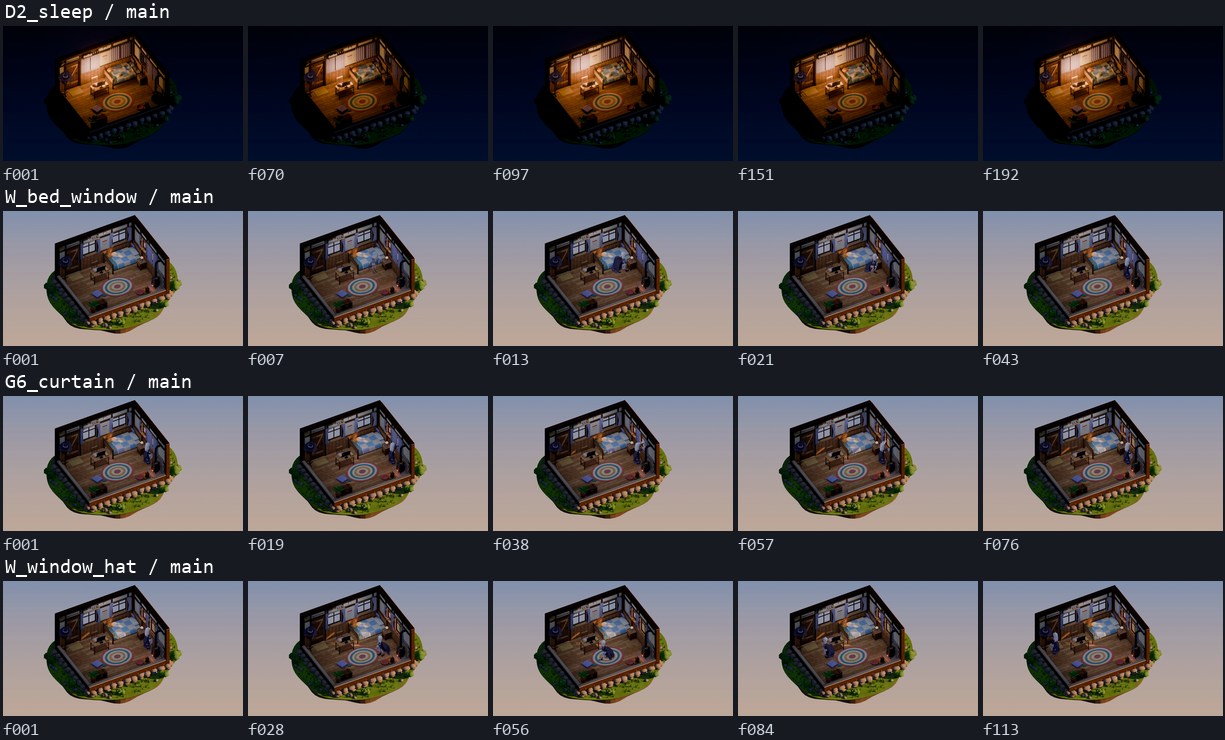 D2_sleep / main
f001 f070 f097 f151 f192
W_bed_window / main
f001 f007 f013 f021 f043
G6_curtain / main
f001 f019 f038 f057 f076
W_window_hat / main
f001 f028 f056 f084 f113